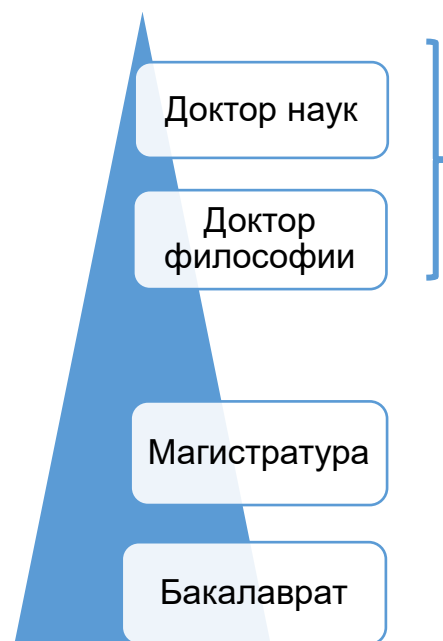 Доктор наук
Доктор
философии
Магистратура
Бакалаврат